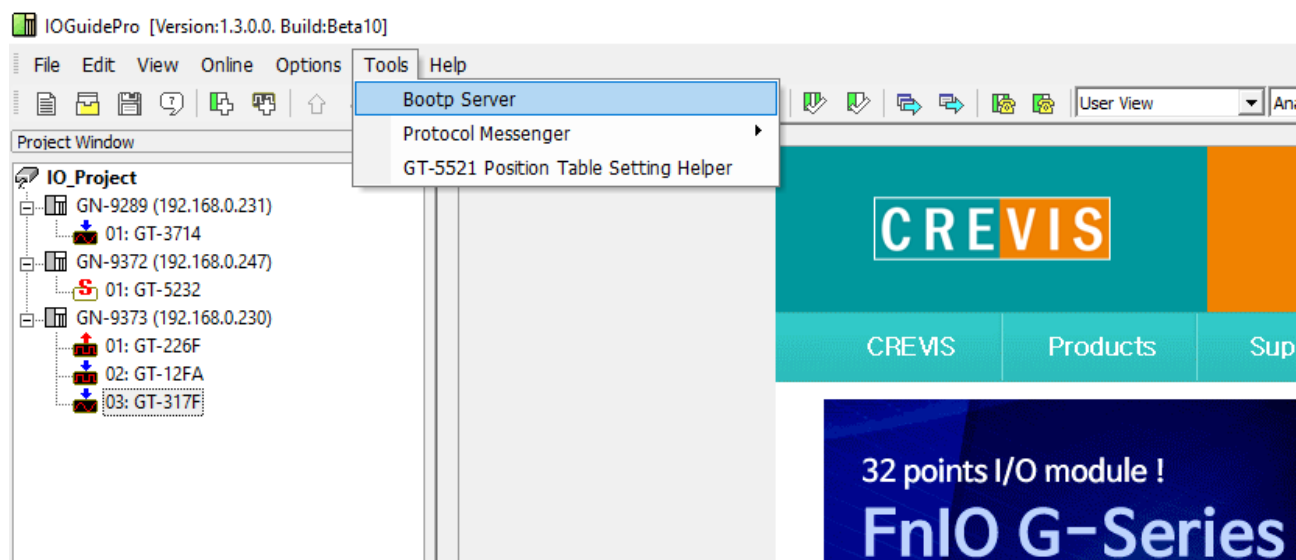 IOGuidePro [Version:1.3.0.0. Build:Beta10]
File Edit View Online Options Tools Help
Bootp Server
Protocol Messenger
GT-5521 Position Table Setting Helper
User View
Ana
Project Window
IO_Project
GN-9289 (192.168.0.231)
01: GT-3714
GN-9372 (192.168.0.247)
S 01: GT-5232
GN-9373 (192.168.0.230)
01: GT-226F
02: GT-12FA
03: GT-317F
CREVIS
CREVIS Products Sup
32 points I/O module !
FnIO G-Series